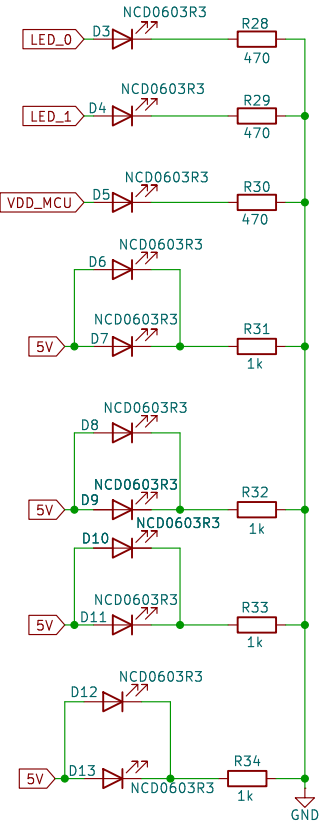 NCD0603R3
LED_0 D3 R28
470
NCD0603R3
LED_1 D4 R29
470
NCD0603R3
VDD_MCU D5 R30
470
NCD0603R3
D6
NCD0603R3
5V D7 R31
1k
NCD0603R3
D8
NCD0603R3
5V D9 R32
1k
NCD0603R3
D10
NCD0603R3
5V D11 R33
1k
NCD0603R3
D12
5V D13 R34
NCD0603R3 1k
GND